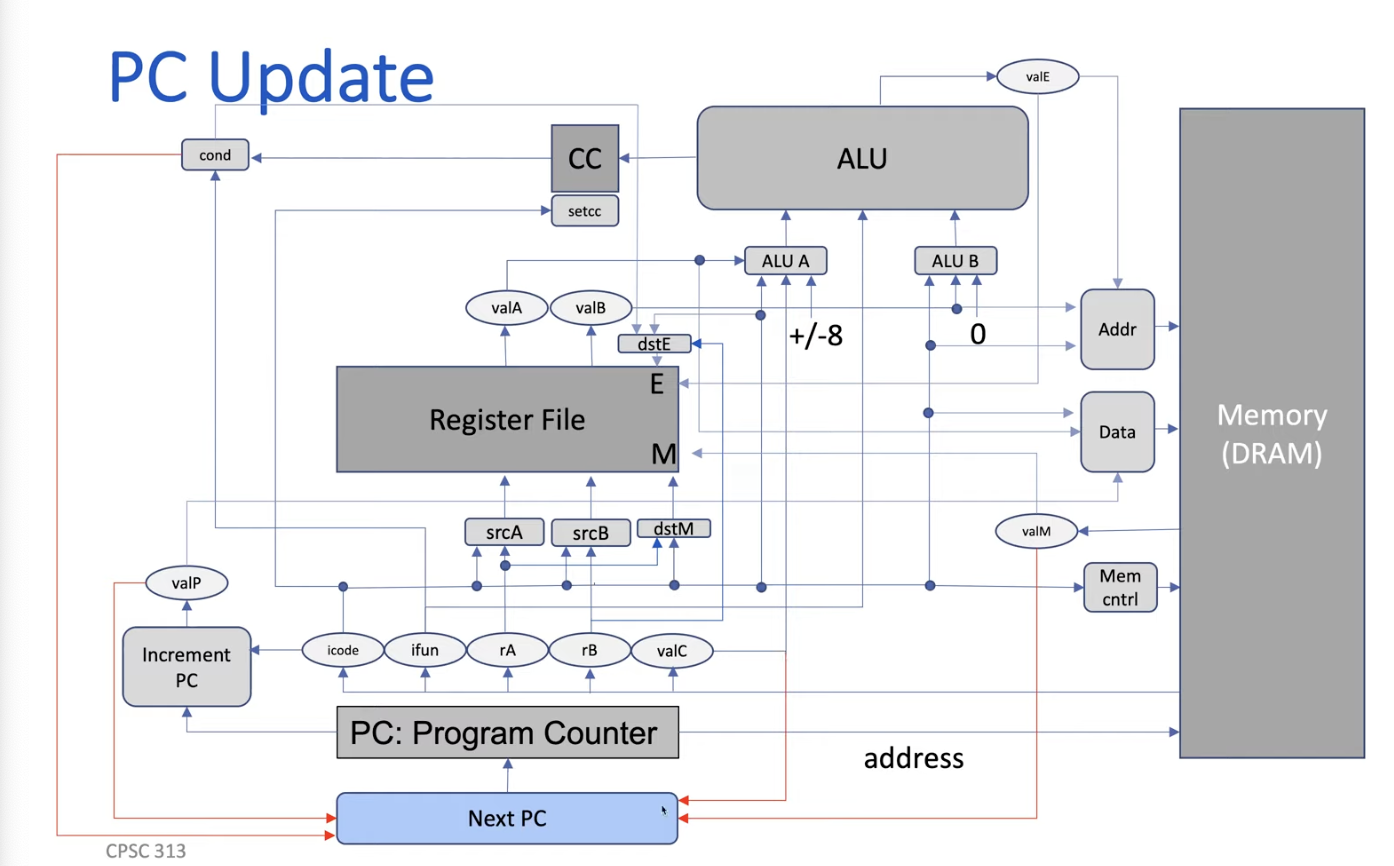 PC Update
valE
cond
CC
ALU
setcc
ALU A
ALU B
valA
valB
+/-8
0
Addr
dstE
E
Register File
M
Data
Memory
(DRAM)
srcA
srcB
dstM
valM
valP
Mem
cntrl
Increment
PC
icode
ifun
rA
rB
valC
PC: Program Counter
address
Next PC
CPSC 313